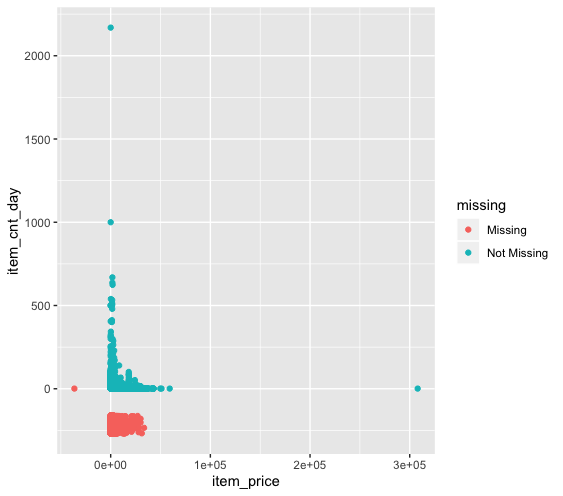 2000
1500
1000
500
0
item_cnt_day
0e+00 1e+05 2e+05 3e+05
item_price
missing
Missing
Not Missing